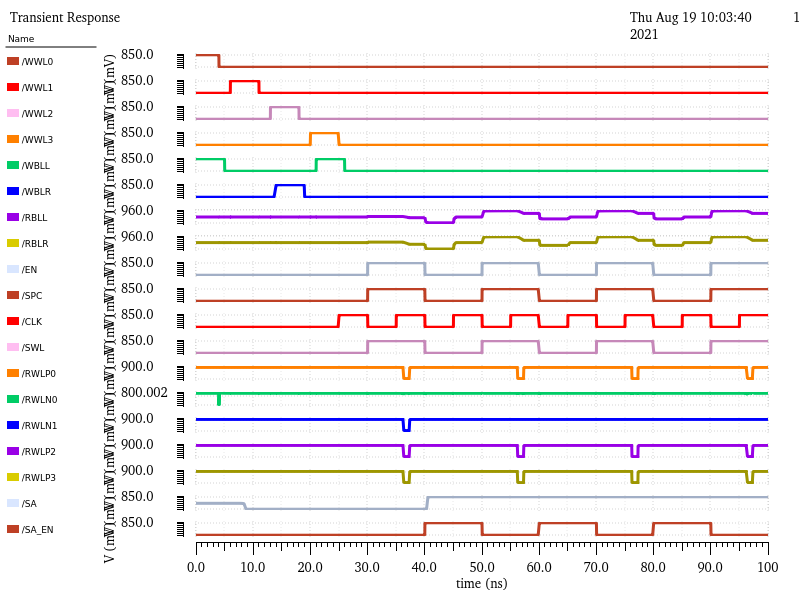 Transient Response
Thu Aug 19 10:03:40 2021
1
Name
/WWL0
/WWL1
/WWL2
/WWL3
/WBLL
/WBLR
/RBLL
/RBLR
/EN
/SPC
/CLK
/SWL
/RWLP0
/RWLN0
/RWLN1
/RWLP2
/RWLP3
/SA
/SA_EN
850.0
850.0
850.0
850.0
850.0
850.0
960.0
960.0
850.0
850.0
850.0
850.0
900.0
800.002
900.0
900.0
900.0
850.0
850.0
V (mV)
0.0 10.0 20.0 30.0 40.0 50.0 60.0 70.0 80.0 90.0 100
time (ns)